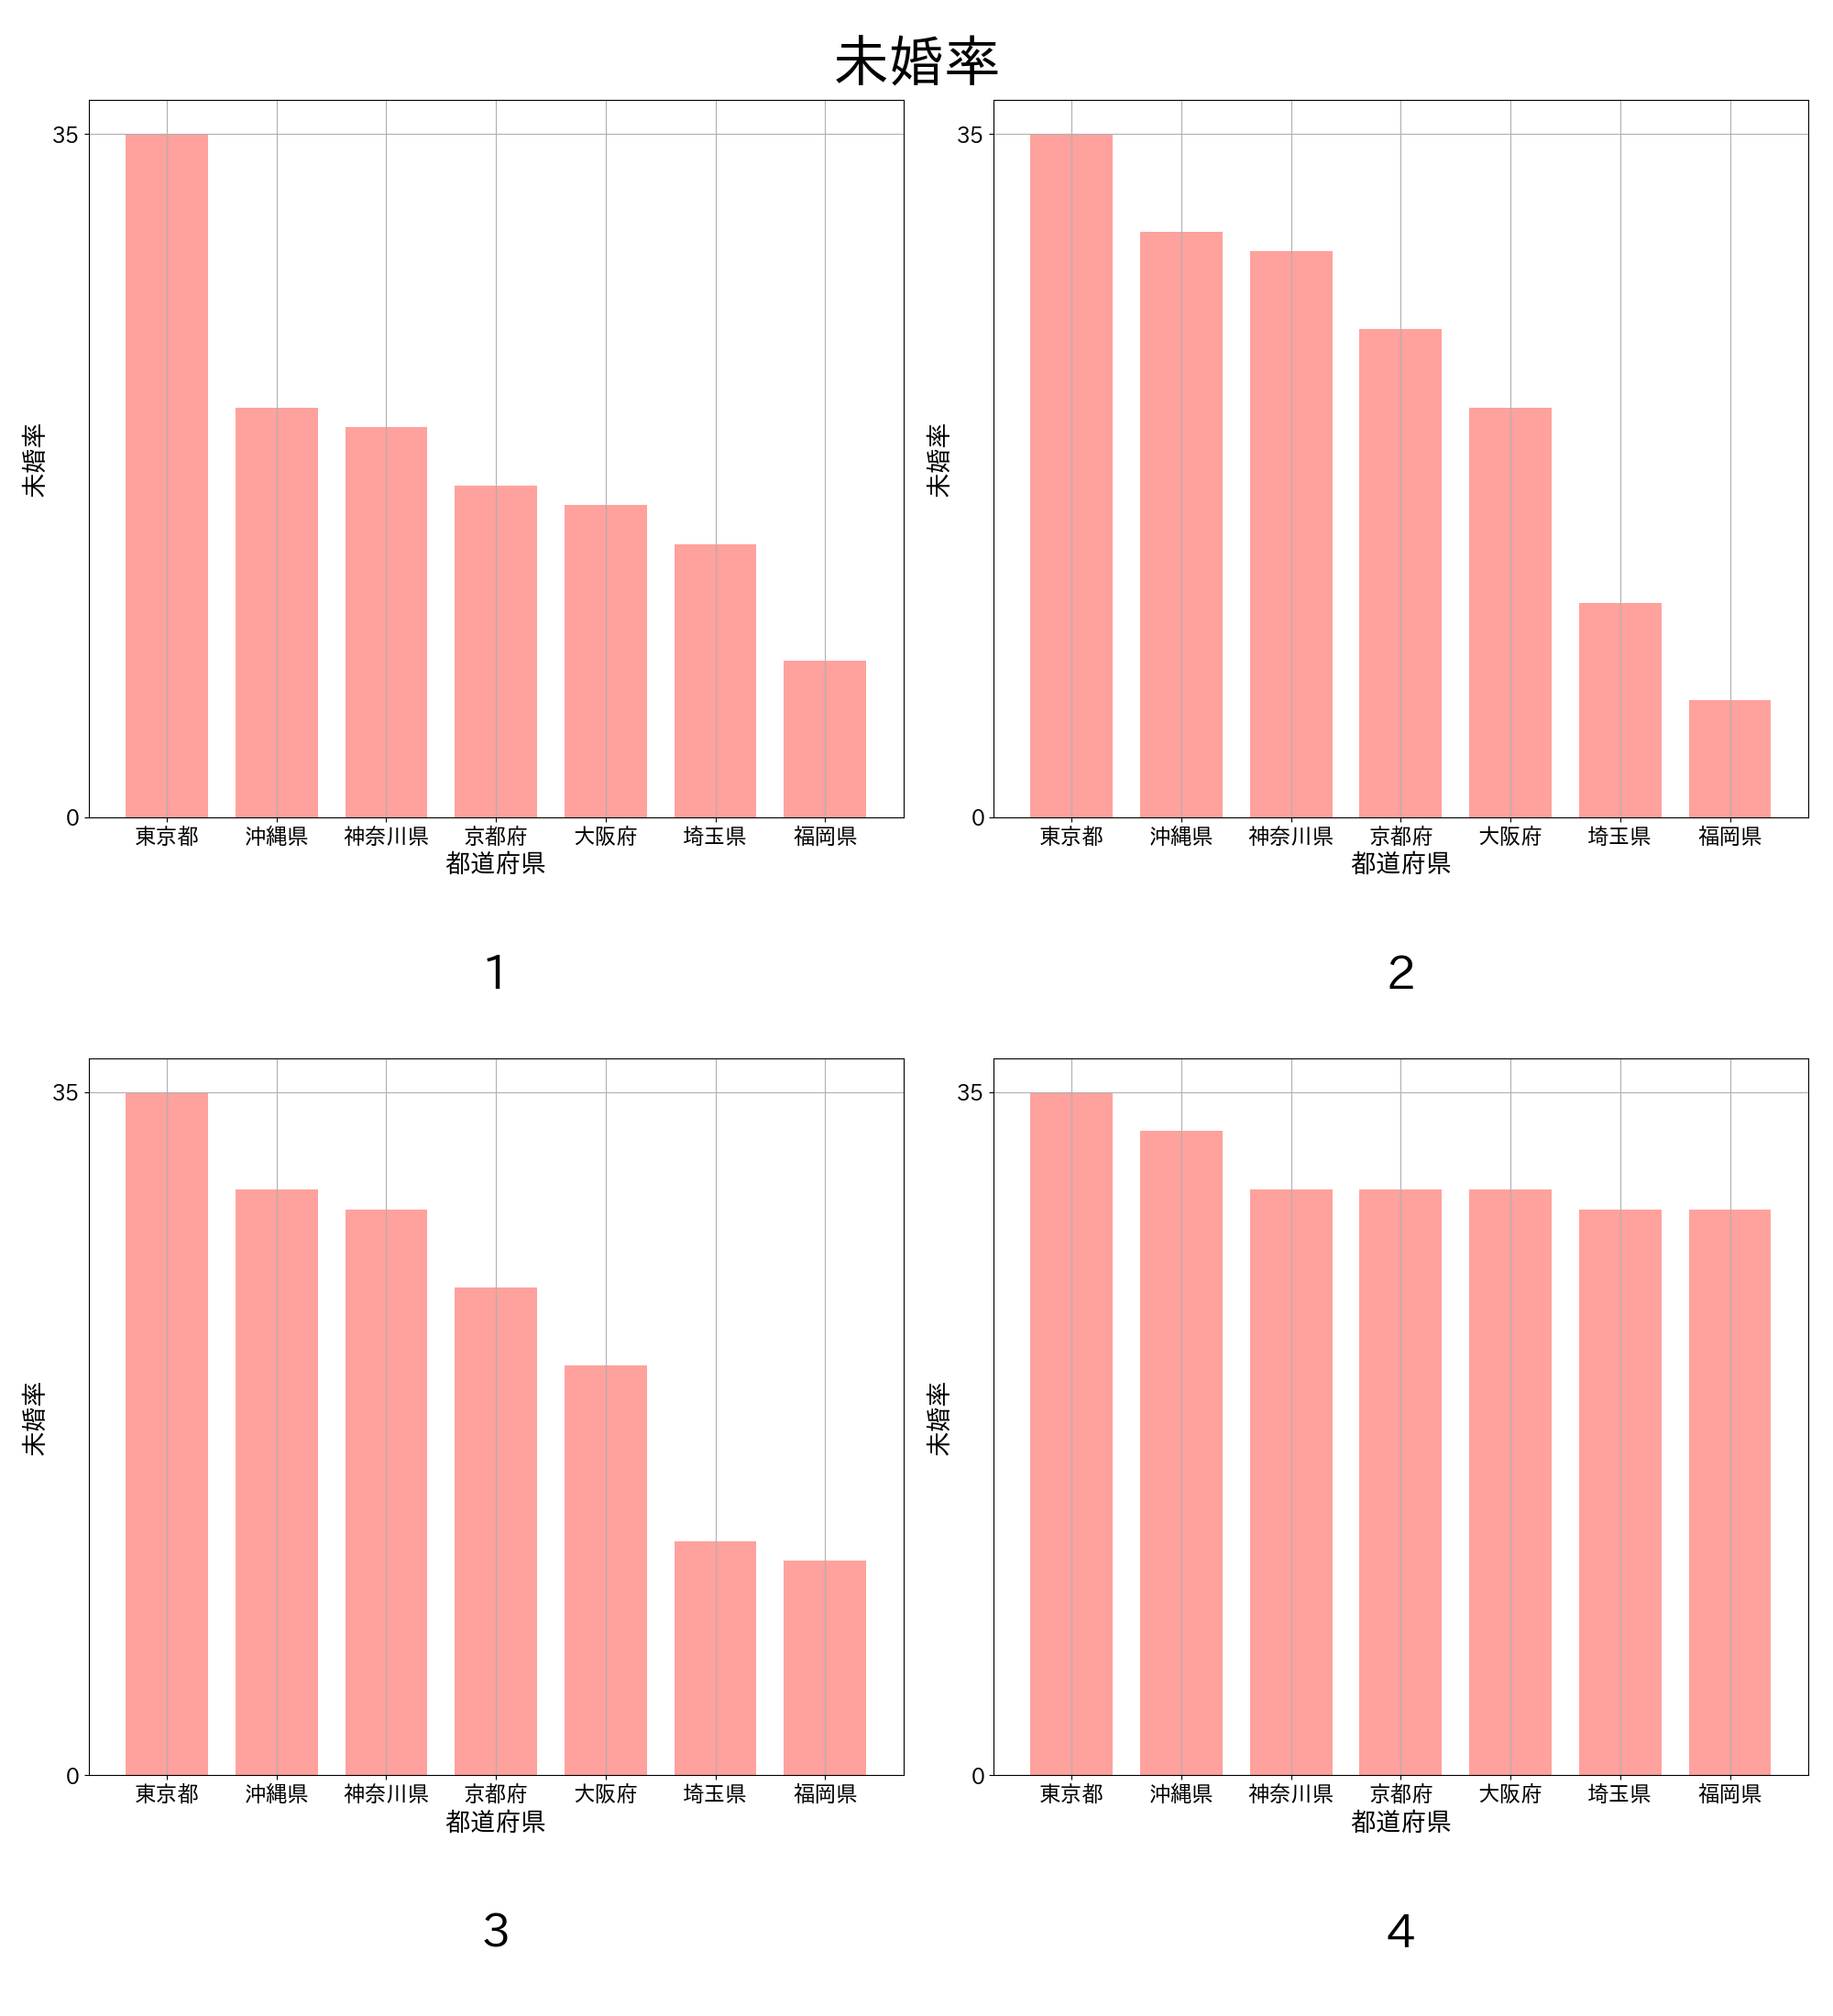 未婚率
35
0
未婚率
東京都 沖縄県 神奈川県 京都府 大阪府 埼玉県 福岡県
都道府県
1
35
0
未婚率
東京都 沖縄県 神奈川県 京都府 大阪府 埼玉県 福岡県
都道府県
2
35
0
未婚率
東京都 沖縄県 神奈川県 京都府 大阪府 埼玉県 福岡県
都道府県
3
35
0
未婚率
東京都 沖縄県 神奈川県 京都府 大阪府 埼玉県 福岡県
都道府県
4